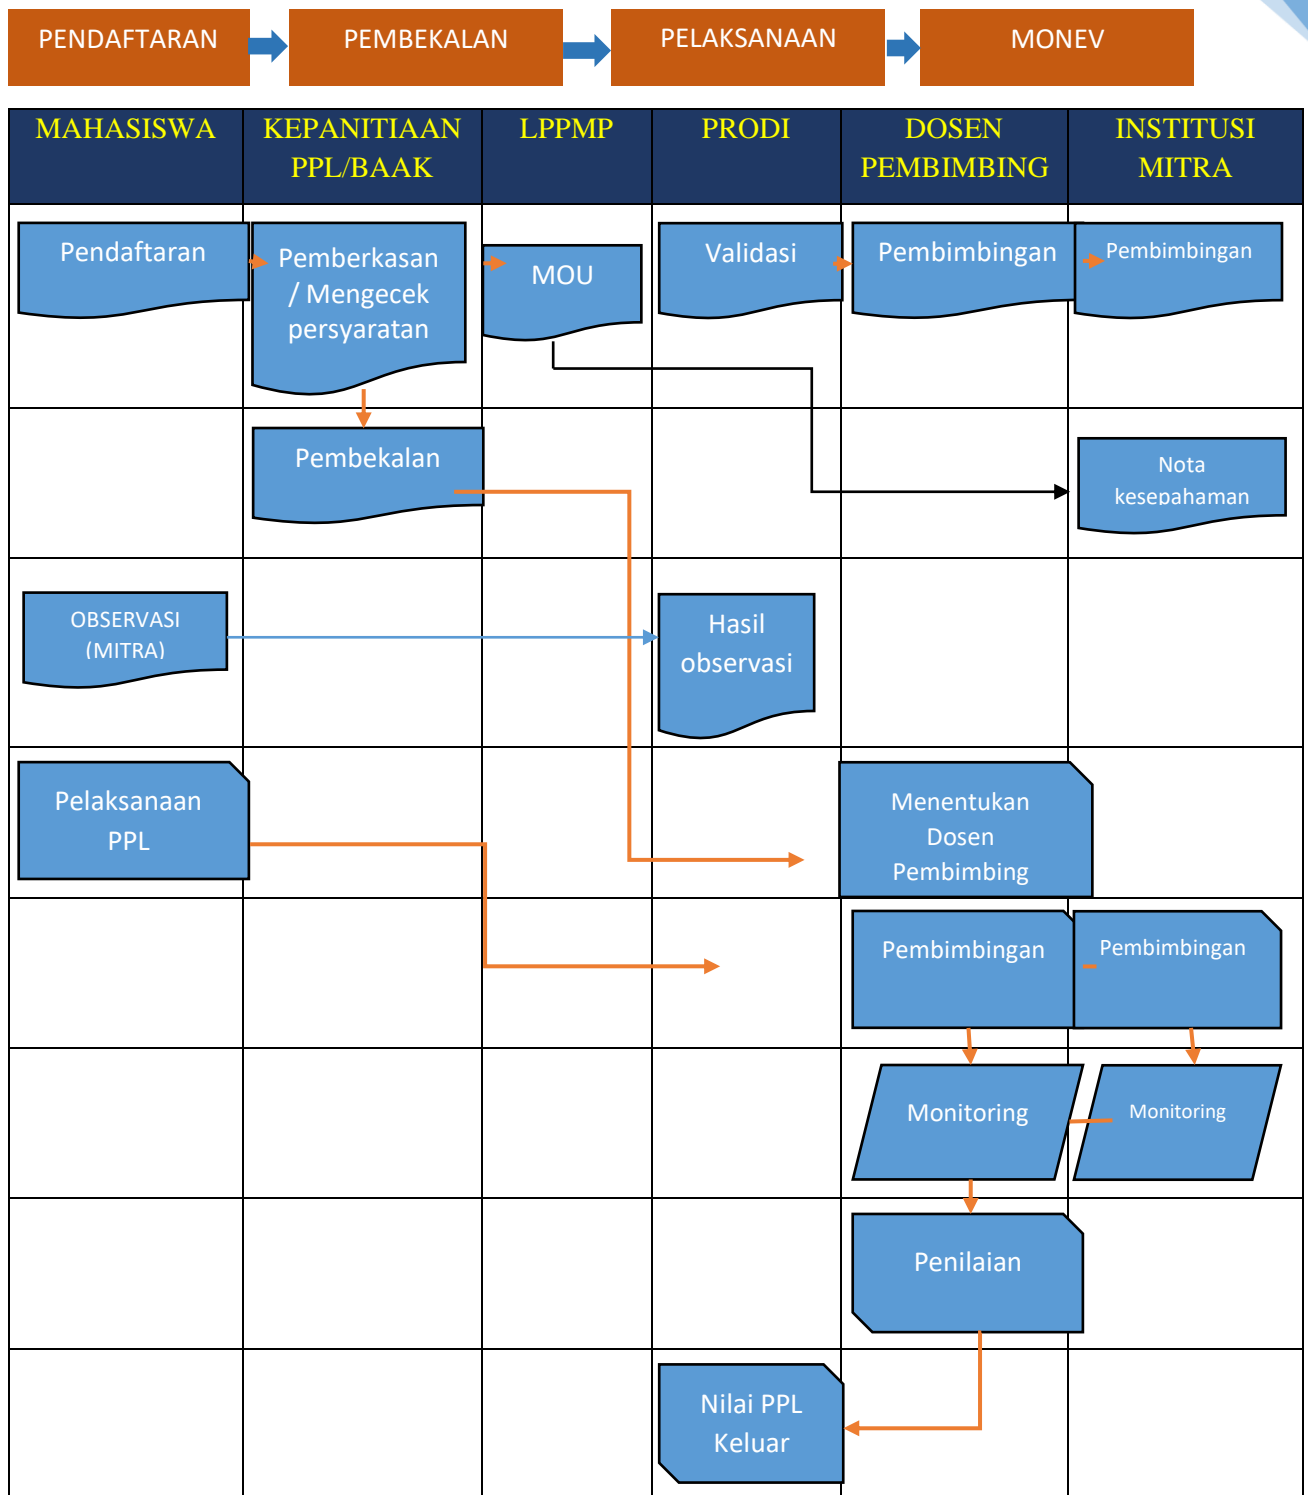 PENDAFTARAN
PEMBEKALAN
PELAKSANAAN
MONEV
MAHASISWA
KEPANITIAAN
PPL/BAAK
LPPMP
PRODI
DOSEN
PEMBIMBING
INSTITUSI
MITRA
Pendaftaran
Pemberkasan
/ Mengecek
persyaratan
MOU
Validasi
Pembimbingan
Pembimbingan
Pembekalan
Nota
kesepahaman
OBSERVASI
(MITRA)
Hasil
observasi
Pelaksanaan
PPL
Menentukan
Dosen
Pembimbing
Pembimbingan
Pembimbingan
Monitoring
Monitoring
Penilaian
Nilai PPL
Keluar